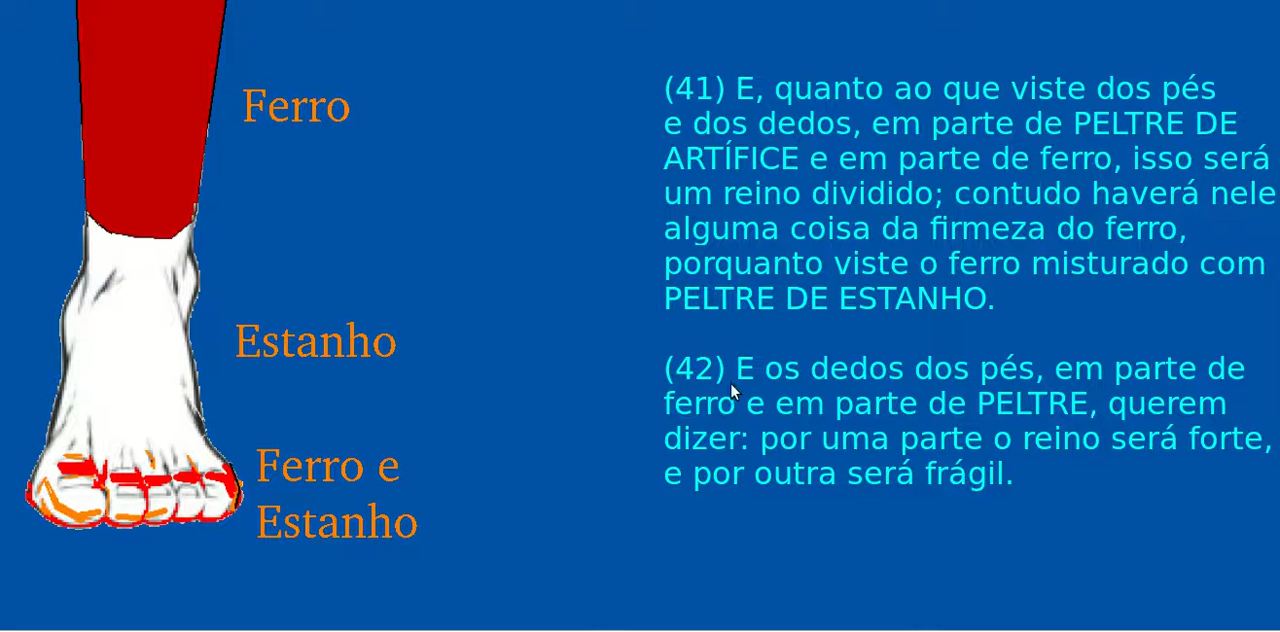 Ferro
Estanho
Ferro e
Estanho
(41) E, quanto ao que viste dos pés
e dos dedos, em parte de PELTRE DE
ARTÍFICE e em parte de ferro, isso será
um reino dividido; contudo haverá nele
alguma coisa da firmeza do ferro,
porquanto viste o ferro misturado com
PELTRE DE ESTANHO.
(42) E os dedos dos pés, em parte de
ferro e em parte de PELTRE, querem
dizer: por uma parte o reino será forte,
e por outra será frágil.